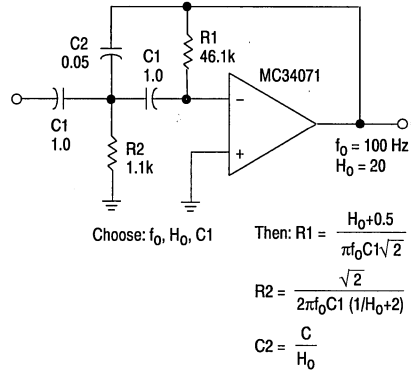 C2
0.05
C1
1.0
R1
46.1k
MC34071
C1
1.0
R2
1.1k
−
+
f₀ = 100 Hz
H₀ = 20
Choose: f₀, H₀, C1
Then: R1 = H₀+0.5 / πf₀C1√2
R2 = √2 / 2πf₀C1 (1/H₀+2)
C2 = C / H₀